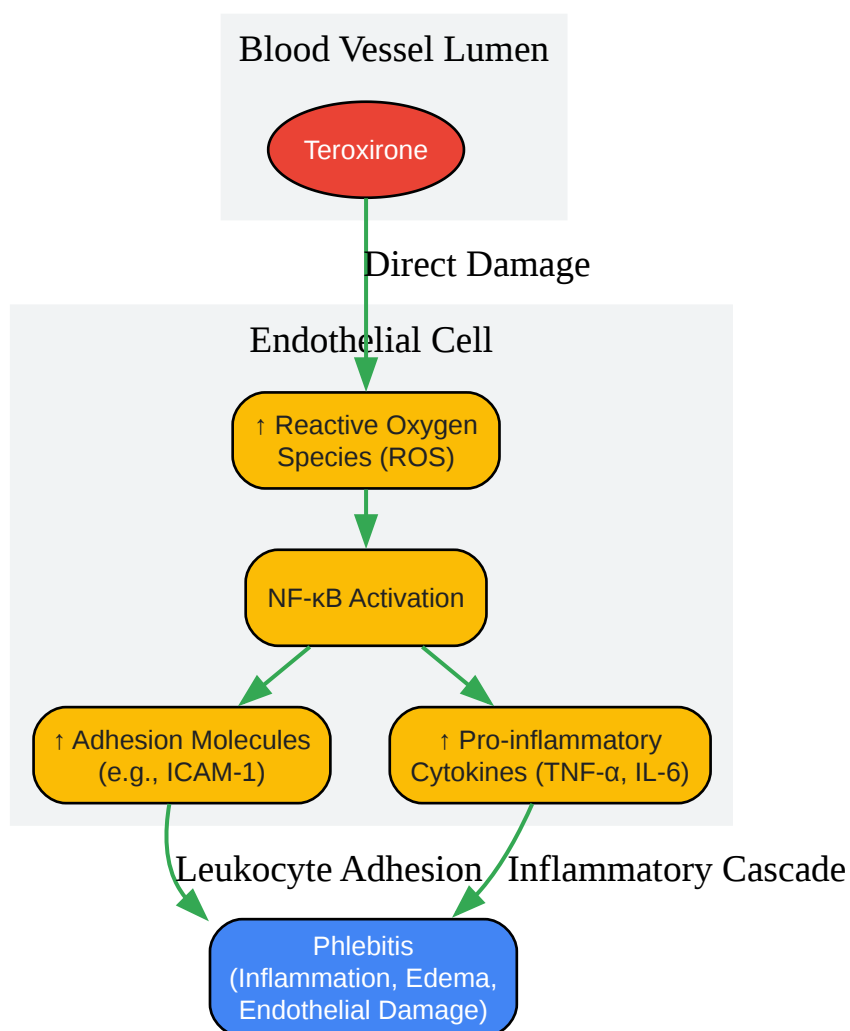 Blood Vessel Lumen
Teroxirone
Direct Damage
Endothelial Cell
↑ Reactive Oxygen
Species (ROS)
NF-κB Activation
↑ Adhesion Molecules
(e.g., ICAM-1)
↑ Pro-inflammatory
Cytokines (TNF-α, IL-6)
Leukocyte Adhesion
Inflammatory Cascade
Phlebitis
(Inflammation, Edema,
Endothelial Damage)